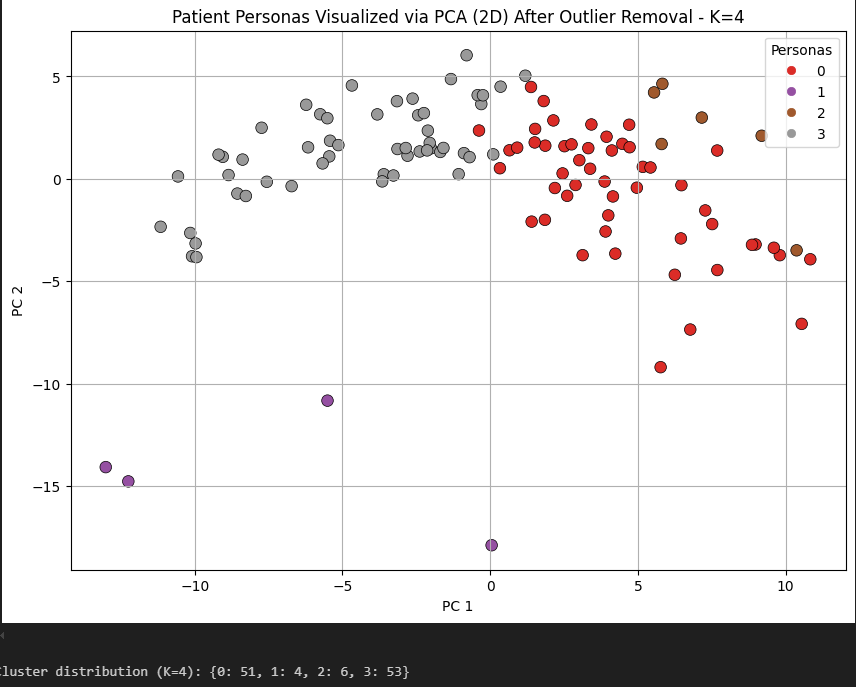 Patient Personas Visualized via PCA (2D) After Outlier Removal - K=4
Personas
0
1
2
3
5
0
−5
−10
−15
PC 2
−10
−5
0
5
10
PC 1
Cluster distribution (K=4): {0: 51, 1: 4, 2: 6, 3: 53}